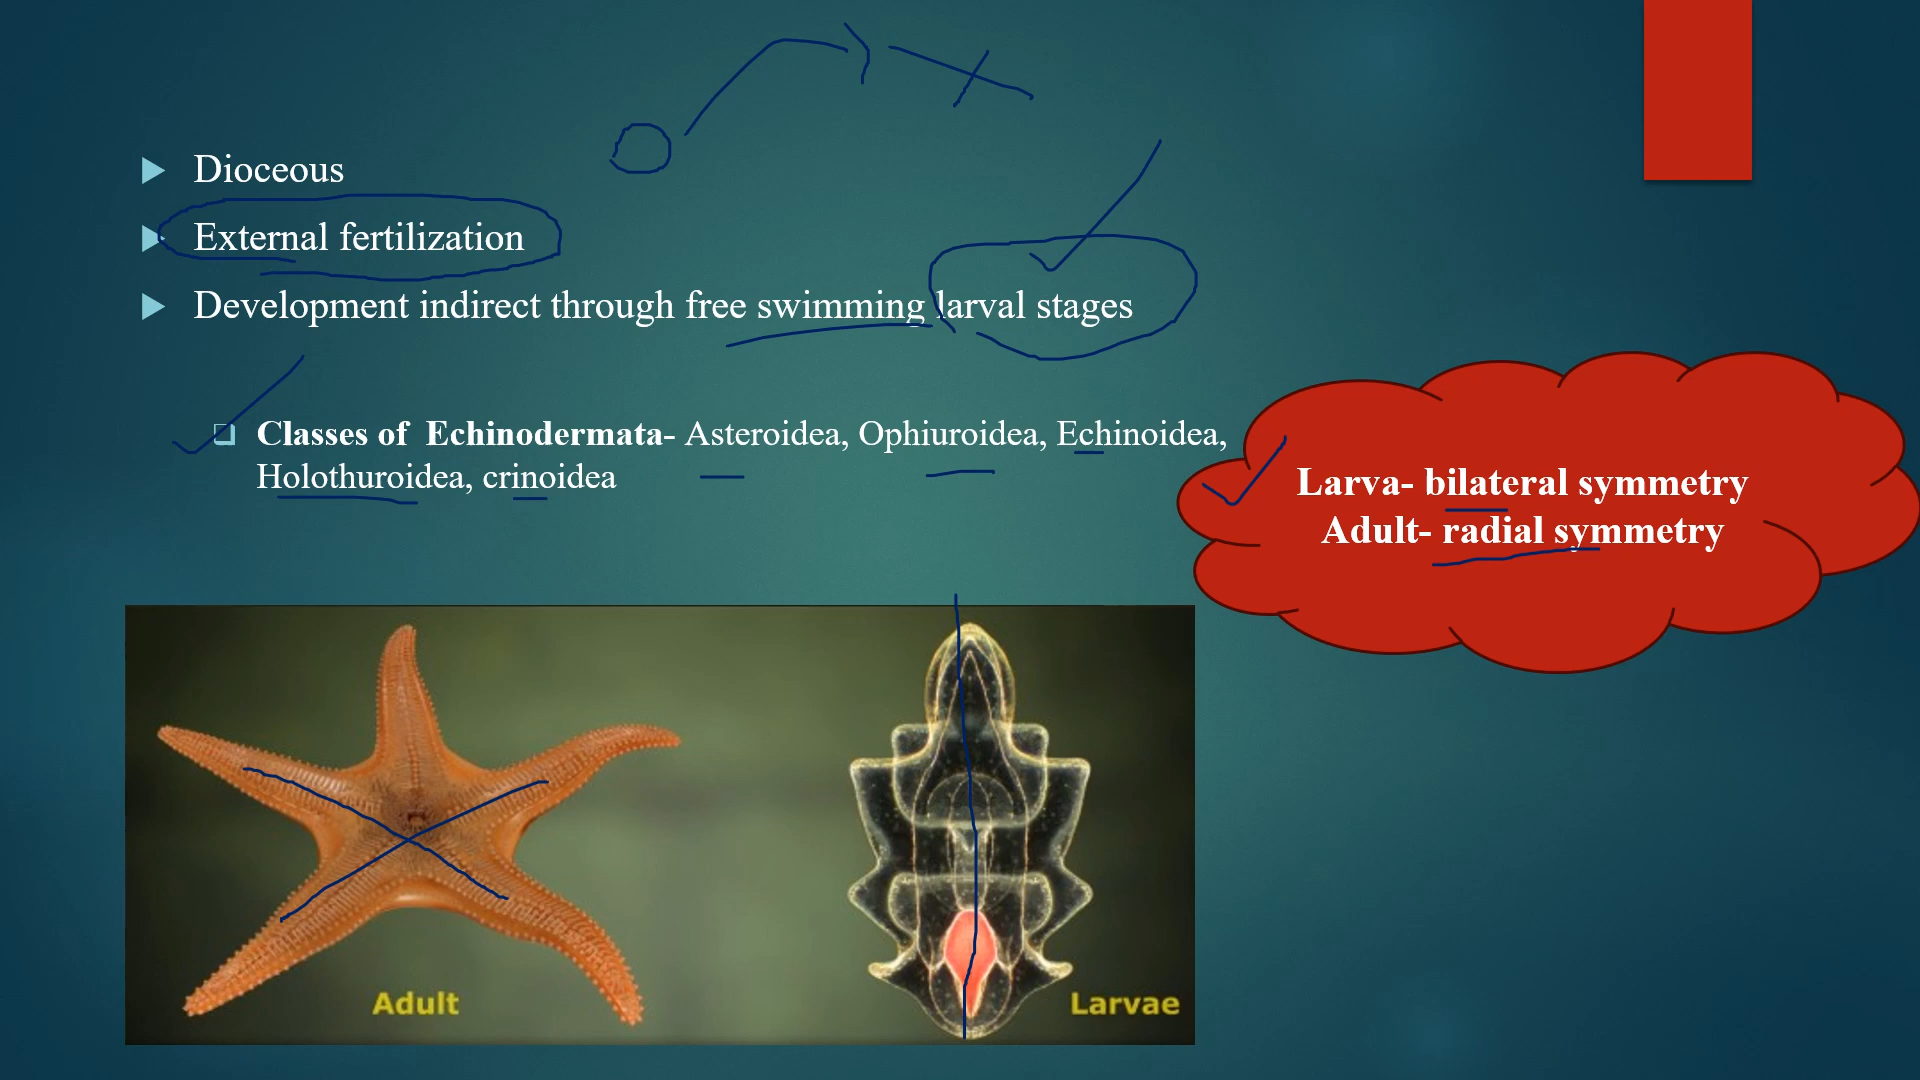 Dioceous
External fertilization
Development indirect through free swimming larval stages
Classes of Echinodermata- Asteroidea, Ophiuroidea, Echinoidea,
Holothuroidea, crinoidea
Larva- bilateral symmetry
Adult- radial symmetry
Adult
Larvae